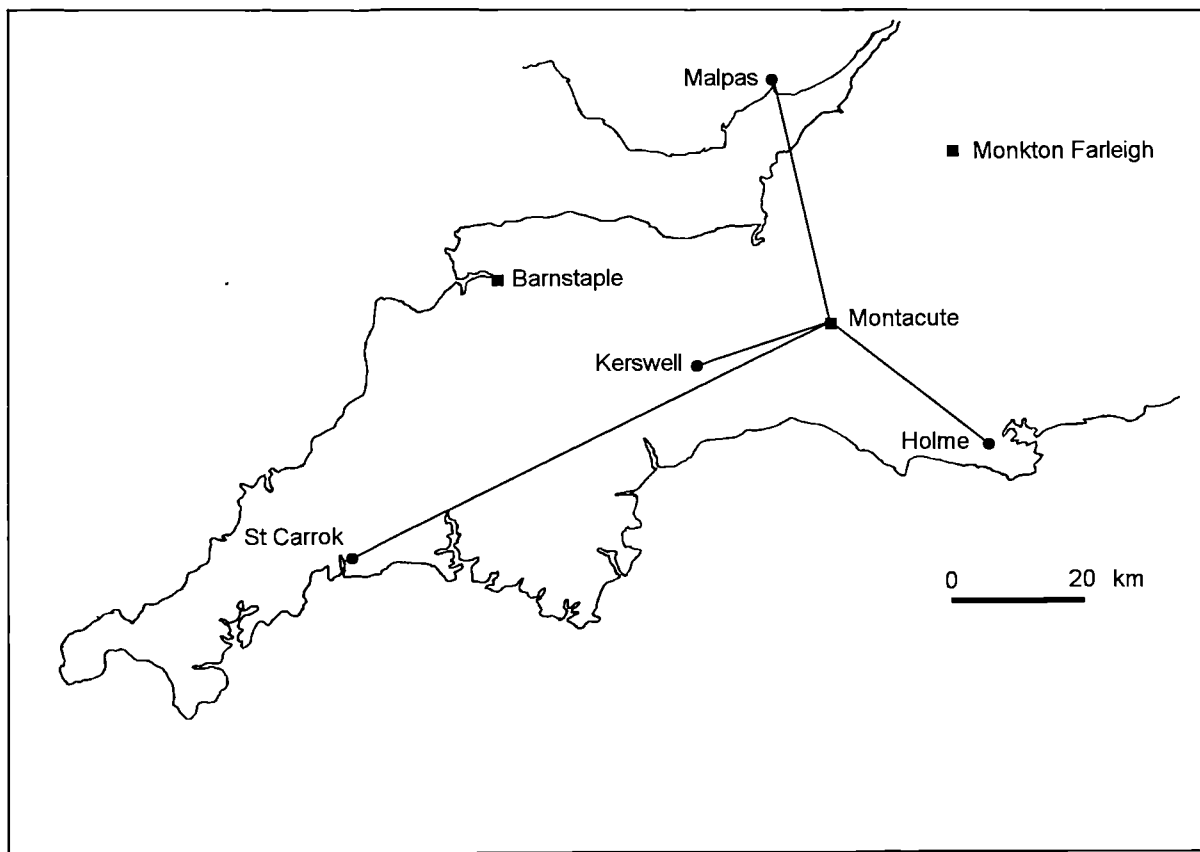 Malpas
Monkton Farleigh
Barnstaple
Montacute
Kerswell
Holme
St Carrok
0 20 km